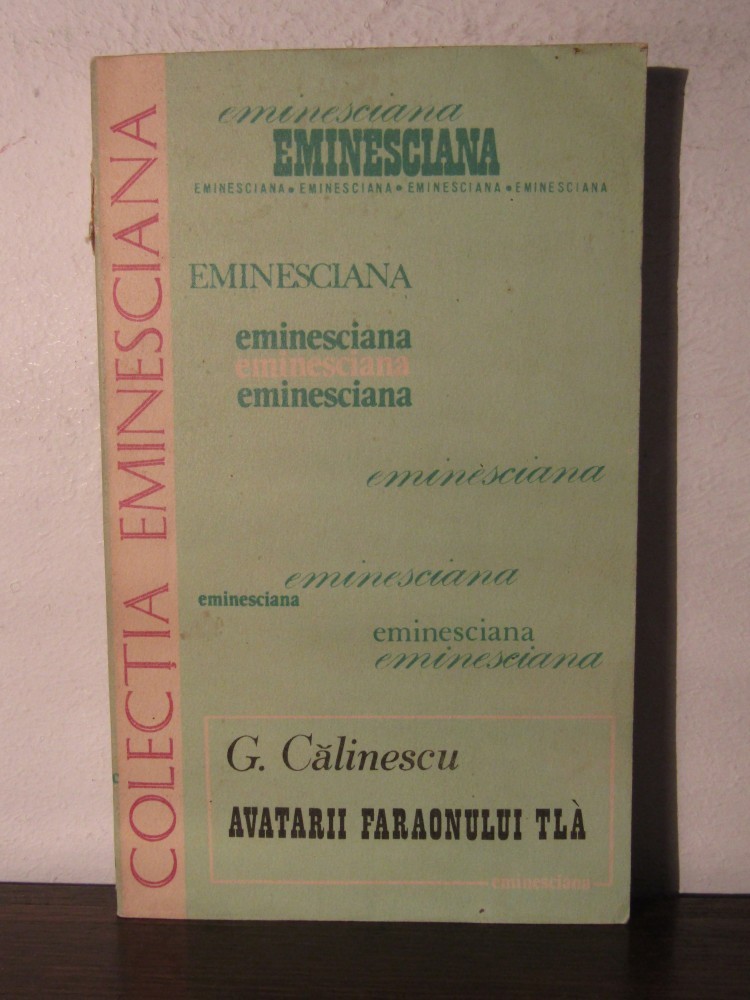 COLECȚIA EMINESCIANA
eminesciana
EMINESCIANA
EMINESCIANA • EMINESCIANA • EMINESCIANA • EMINESCIANA
EMINESCIANA
eminesciana
eminesciana
eminesciana
eminesciana
eminesciana
eminesciana
eminesciana
eminesciana
G. Călinescu
AVATARII FARAONULUI TLÀ
eminesciana